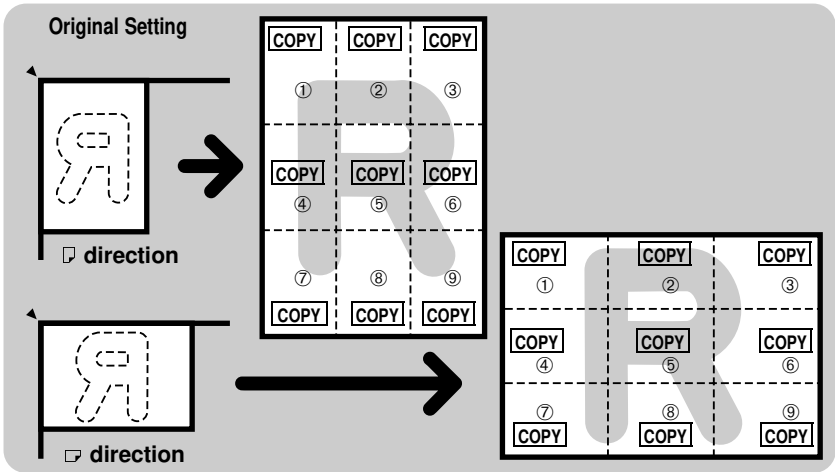 Original Setting
COPY COPY COPY
① ② ③
COPY COPY COPY
④ ⑤ ⑥
⑦ ⑧ ⑨
COPY COPY COPY
R
R
direction
COPY COPY COPY
① ② ③
COPY COPY COPY
④ ⑤ ⑥
⑦ ⑧ ⑨
COPY COPY COPY
R
R
direction